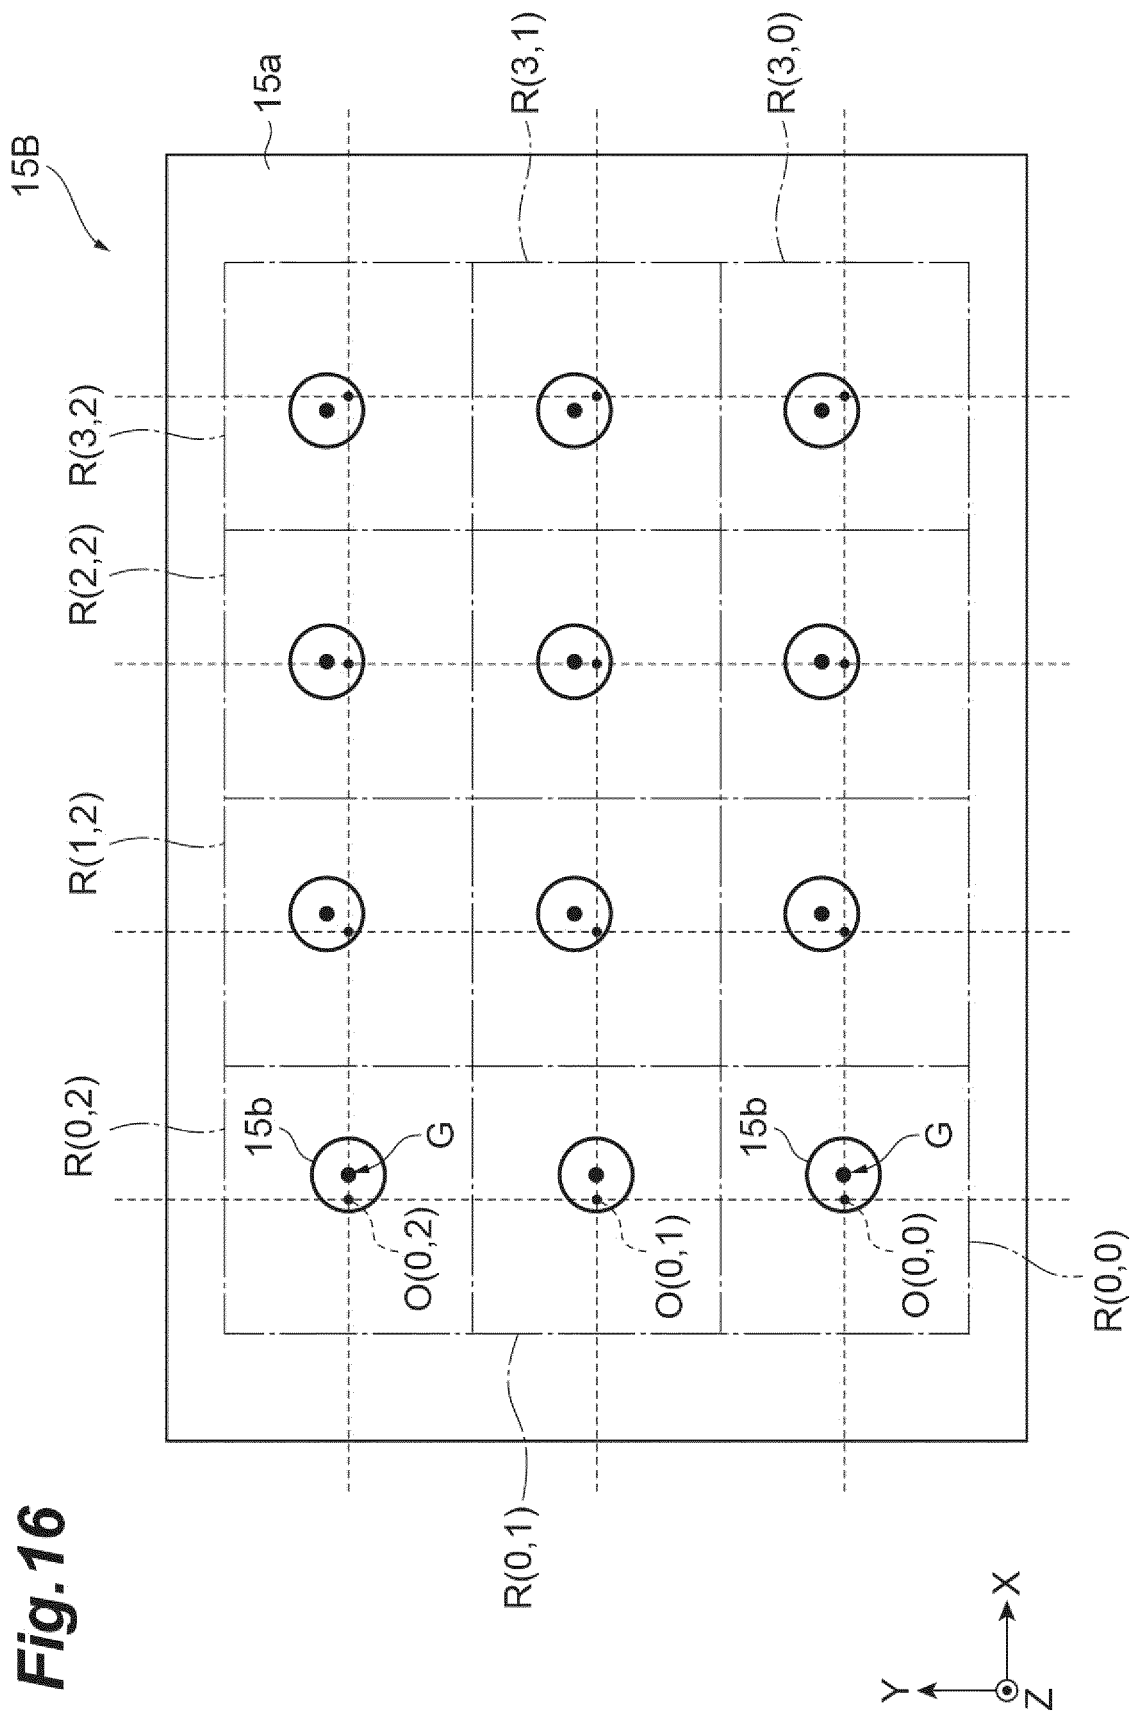 Fig.16
15B
R(0,2)
R(1,2)
R(2,2)
R(3,2)
15a
15b
G
O(0,2)
R(0,1)
R(3,1)
O(0,1)
15b
R(3,0)
G
O(0,0)
R(0,0)
Y
X
Z